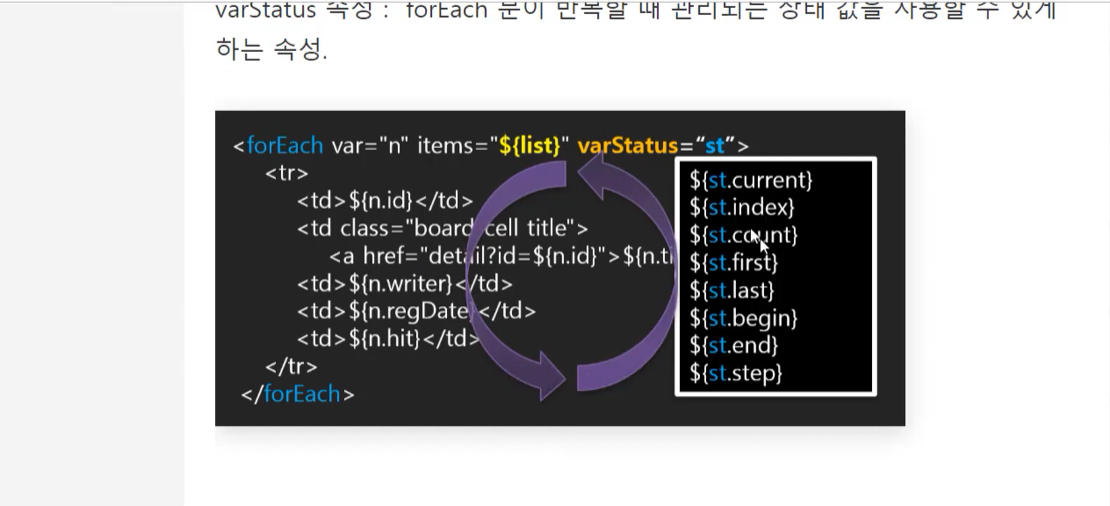 varStatus 속성 : forEach 문이 반복할 때 관리되는 상태 값을 사용할 수 있게
하는 속성.
<forEach var="n" items="${list}" varStatus="st">
<tr>
<td>${n.id}</td>
<td class="board-cell title">
<a href="detail?id=${n.id}">${n.ti
<td>${n.writer}</td>
<td>${n.regDate}</td>
<td>${n.hit}</td>
</tr>
</forEach>
${st.current}
${st.index}
${st.count}
${st.first}
${st.last}
${st.begin}
${st.end}
${st.step}